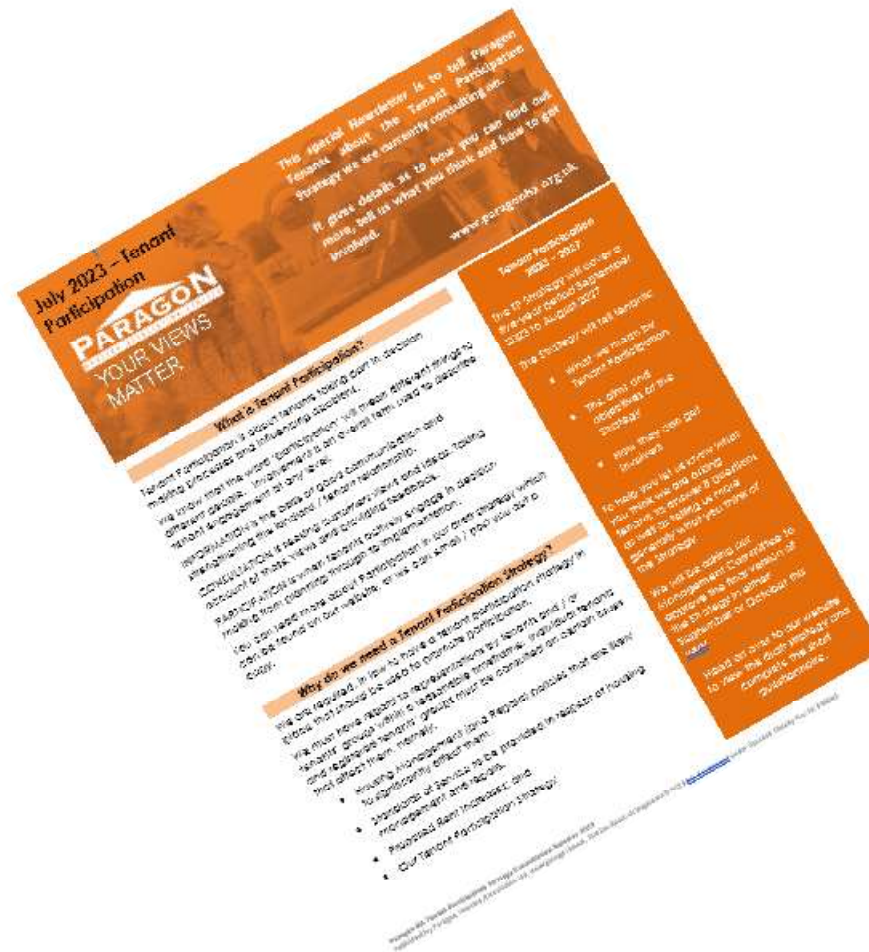 This special Newsletter is to tell Paragon
Tenants about the Tenant Participation
Strategy we are currently consulting on.
It gives details as to how you can find out
more, tell us what you think and how to get
involved.
www.paragonha.org.uk
July 2023 – Tenant
Participation
PARAGON
YOUR VIEWS
MATTER
What is Tenant Participation?
Tenant Participation is about tenants taking part in decision
making processes and influencing decisions.
We know that the word 'participation' will mean different things to
different people. Involvement is an overall term used to describe
tenant engagement at any level.
INFORMATION is the basis of good communication and
strengthening the landlord / tenant relationship.
CONSULTATION is seeking customers views and ideas, taking
account of those views and providing feedback.
PARTICIPATION is when tenants actively engage in decision
making from planning through to implementation.
You can read more about Participation in our draft strategy which
can be found on our website, or we can email / post you out a
copy.
Why do we need a Tenant Participation Strategy?
We are required, in law to have a tenant participation strategy in
place that should be used to promote participation.
We must have regard to representations by tenants and / or
tenants' groups within a reasonable timeframe. Individual tenants
and registered tenants' groups must be consulted on certain issues
that affect them, namely:
Housing Management (and Repairs) policies that are likely
to significantly effect them;
Standards of service to be provided in respect of housing
management and repairs;
Proposed Rent Increases; and
Our Tenant Participation Strategy
Tenant Participation
2023 – 2027
The TP Strategy will cover a
five-year period September
2023 to August 2027
The strategy will tell tenants:
What we mean by
Tenant Participation
The aims and
objectives of the
Strategy
How they can get
involved
To help you let us know what
you think we are asking
tenants to answer 8 questions
as well as telling us more
generally what you think of
the Strategy.
We will be asking our
Management Committee to
approve the final version of
the Strategy in either
September or October this
year.
Head on over to our website
to view the draft strategy and
complete the short
questionnaire.